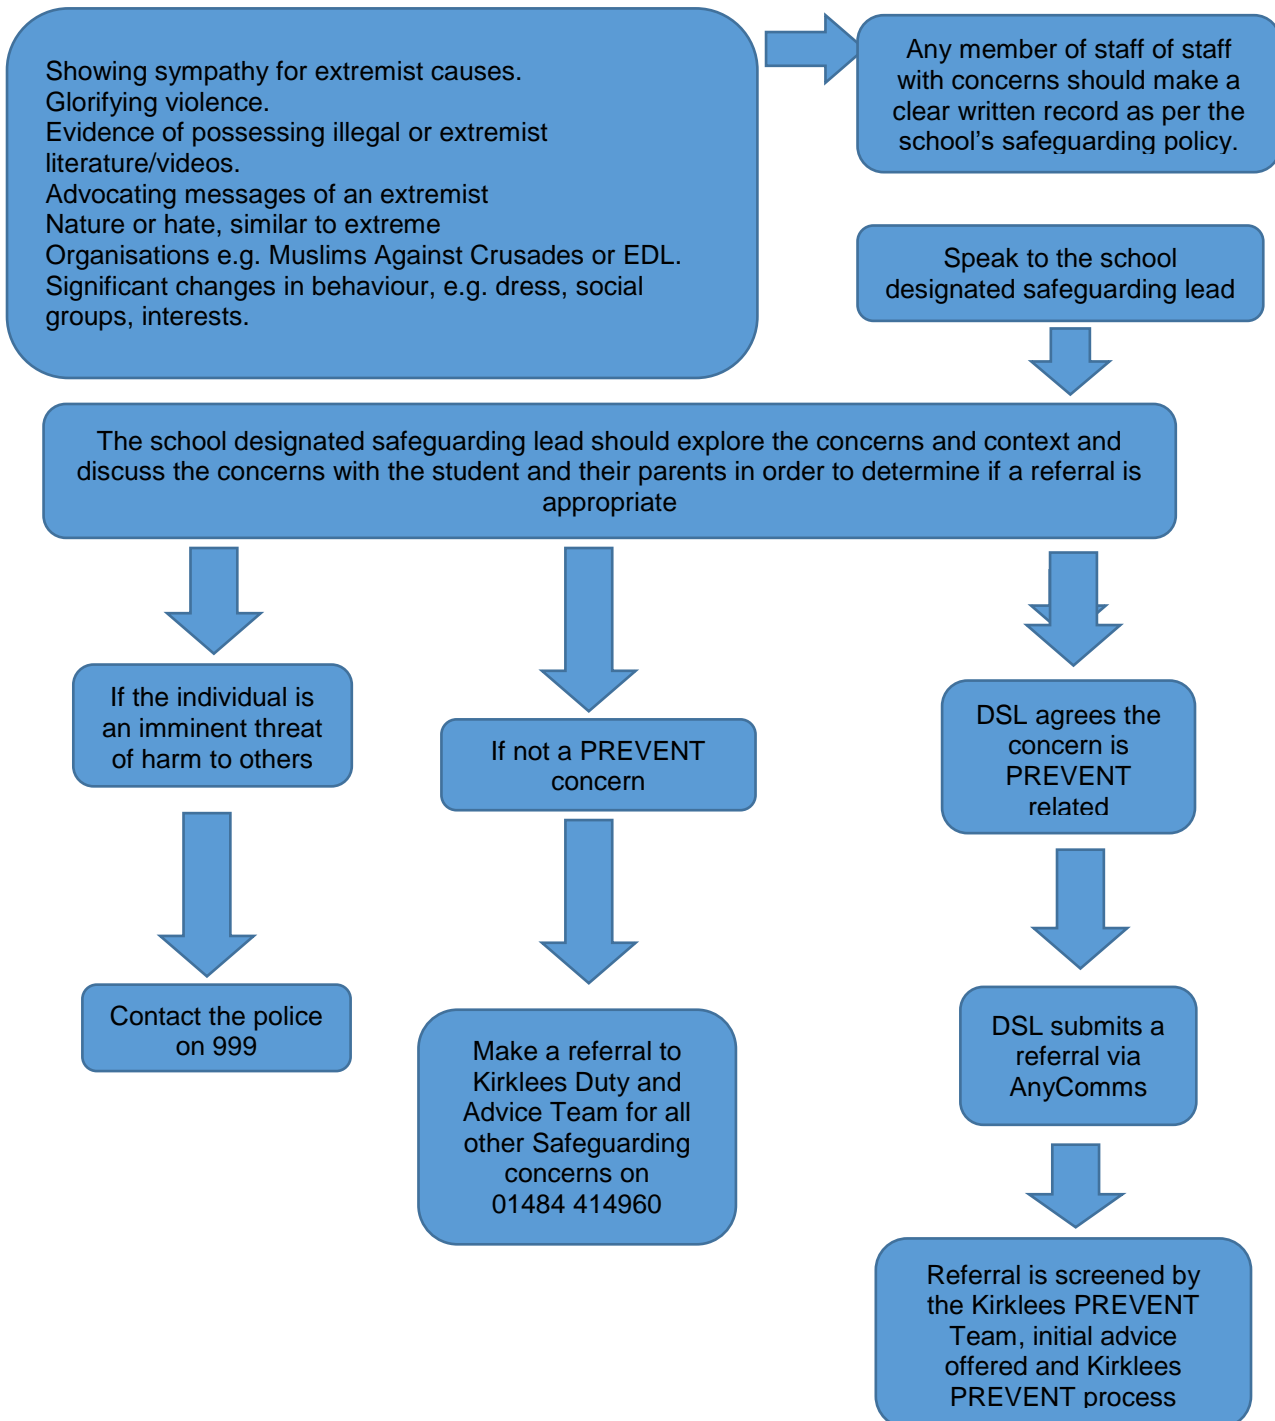 Showing sympathy for extremist causes.
Glorifying violence.
Evidence of possessing illegal or extremist
literature/videos.
Advocating messages of an extremist
Nature or hate, similar to extreme
Organisations e.g. Muslims Against Crusades or EDL.
Significant changes in behaviour, e.g. dress, social
groups, interests.
Any member of staff of staff
with concerns should make a
clear written record as per the
school’s safeguarding policy.
Speak to the school
designated safeguarding lead
The school designated safeguarding lead should explore the concerns and context and
discuss the concerns with the student and their parents in order to determine if a referral is
appropriate
If the individual is
an imminent threat
of harm to others
Contact the police
on 999
If not a PREVENT
concern
Make a referral to
Kirklees Duty and
Advice Team for all
other Safeguarding
concerns on
01484 414960
DSL agrees the
concern is
PREVENT
related
DSL submits a
referral via
AnyComms
Referral is screened by
the Kirklees PREVENT
Team, initial advice
offered and Kirklees
PREVENT process